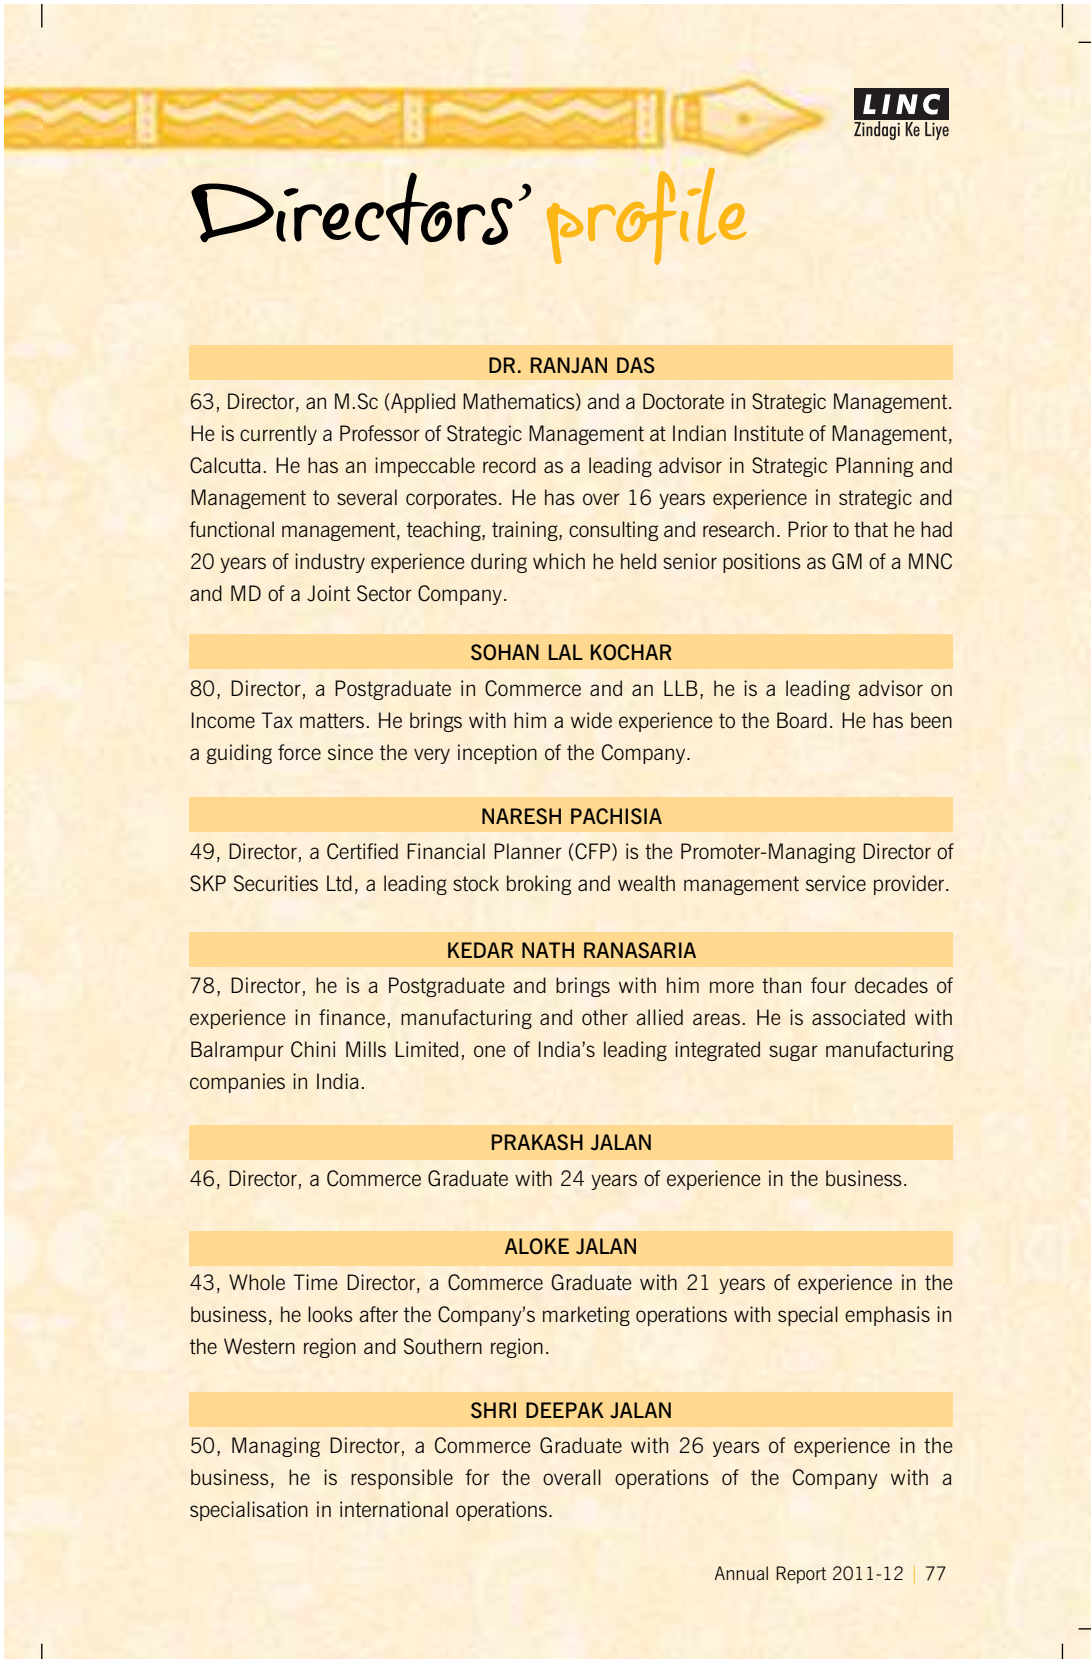 LINC
Zindagi Ke Liye
Directors’ profile
DR. RANJAN DAS
63, Director, an M.Sc (Applied Mathematics) and a Doctorate in Strategic Management.
He is currently a Professor of Strategic Management at Indian Institute of Management,
Calcutta. He has an impeccable record as a leading advisor in Strategic Planning and
Management to several corporates. He has over 16 years experience in strategic and
functional management, teaching, training, consulting and research. Prior to that he had
20 years of industry experience during which he held senior positions as GM of a MNC
and MD of a Joint Sector Company.
SOHAN LAL KOCHAR
80, Director, a Postgraduate in Commerce and an LLB, he is a leading advisor on
Income Tax matters. He brings with him a wide experience to the Board. He has been
a guiding force since the very inception of the Company.
NARESH PACHISIA
49, Director, a Certified Financial Planner (CFP) is the Promoter-Managing Director of
SKP Securities Ltd, a leading stock broking and wealth management service provider.
KEDAR NATH RANASARIA
78, Director, he is a Postgraduate and brings with him more than four decades of
experience in finance, manufacturing and other allied areas. He is associated with
Balrampur Chini Mills Limited, one of India’s leading integrated sugar manufacturing
companies in India.
PRAKASH JALAN
46, Director, a Commerce Graduate with 24 years of experience in the business.
ALOKE JALAN
43, Whole Time Director, a Commerce Graduate with 21 years of experience in the
business, he looks after the Company’s marketing operations with special emphasis in
the Western region and Southern region.
SHRI DEEPAK JALAN
50, Managing Director, a Commerce Graduate with 26 years of experience in the
business, he is responsible for the overall operations of the Company with a
specialisation in international operations.
Annual Report 2011-12 | 77